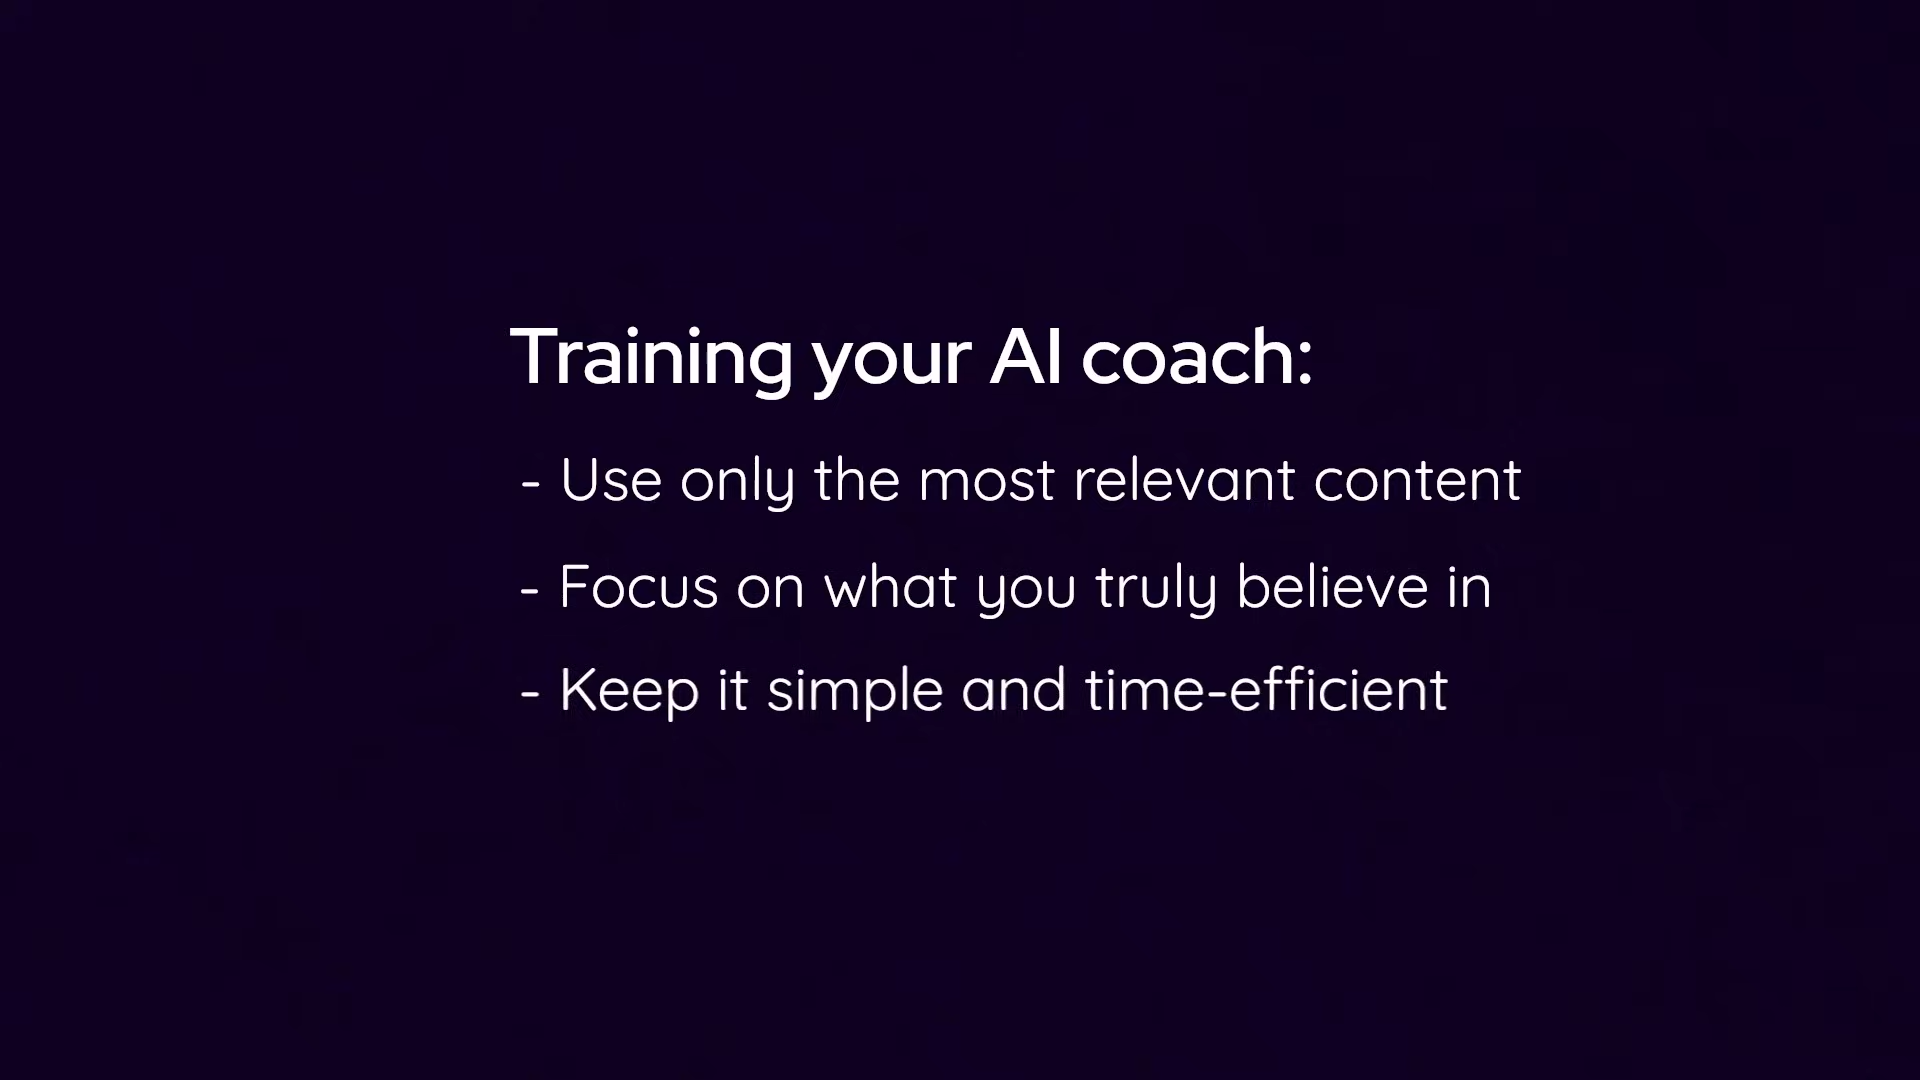 Training your AI coach:
- Use only the most relevant content
- Focus on what you truly believe in
- Keep it simple and time-efficient